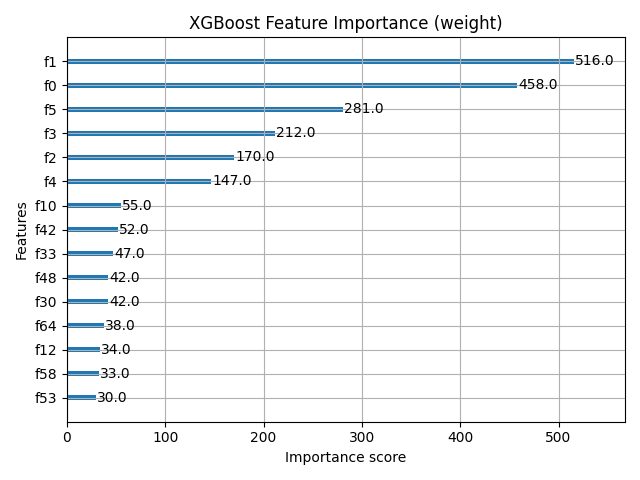 XGBoost Feature Importance (weight)
f1 516.0
f0 458.0
f5 281.0
f3 212.0
f2 170.0
f4 147.0
f10 55.0
f42 52.0
f33 47.0
f48 42.0
f30 42.0
f64 38.0
f12 34.0
f58 33.0
f53 30.0
Features
0 100 200 300 400 500
Importance score